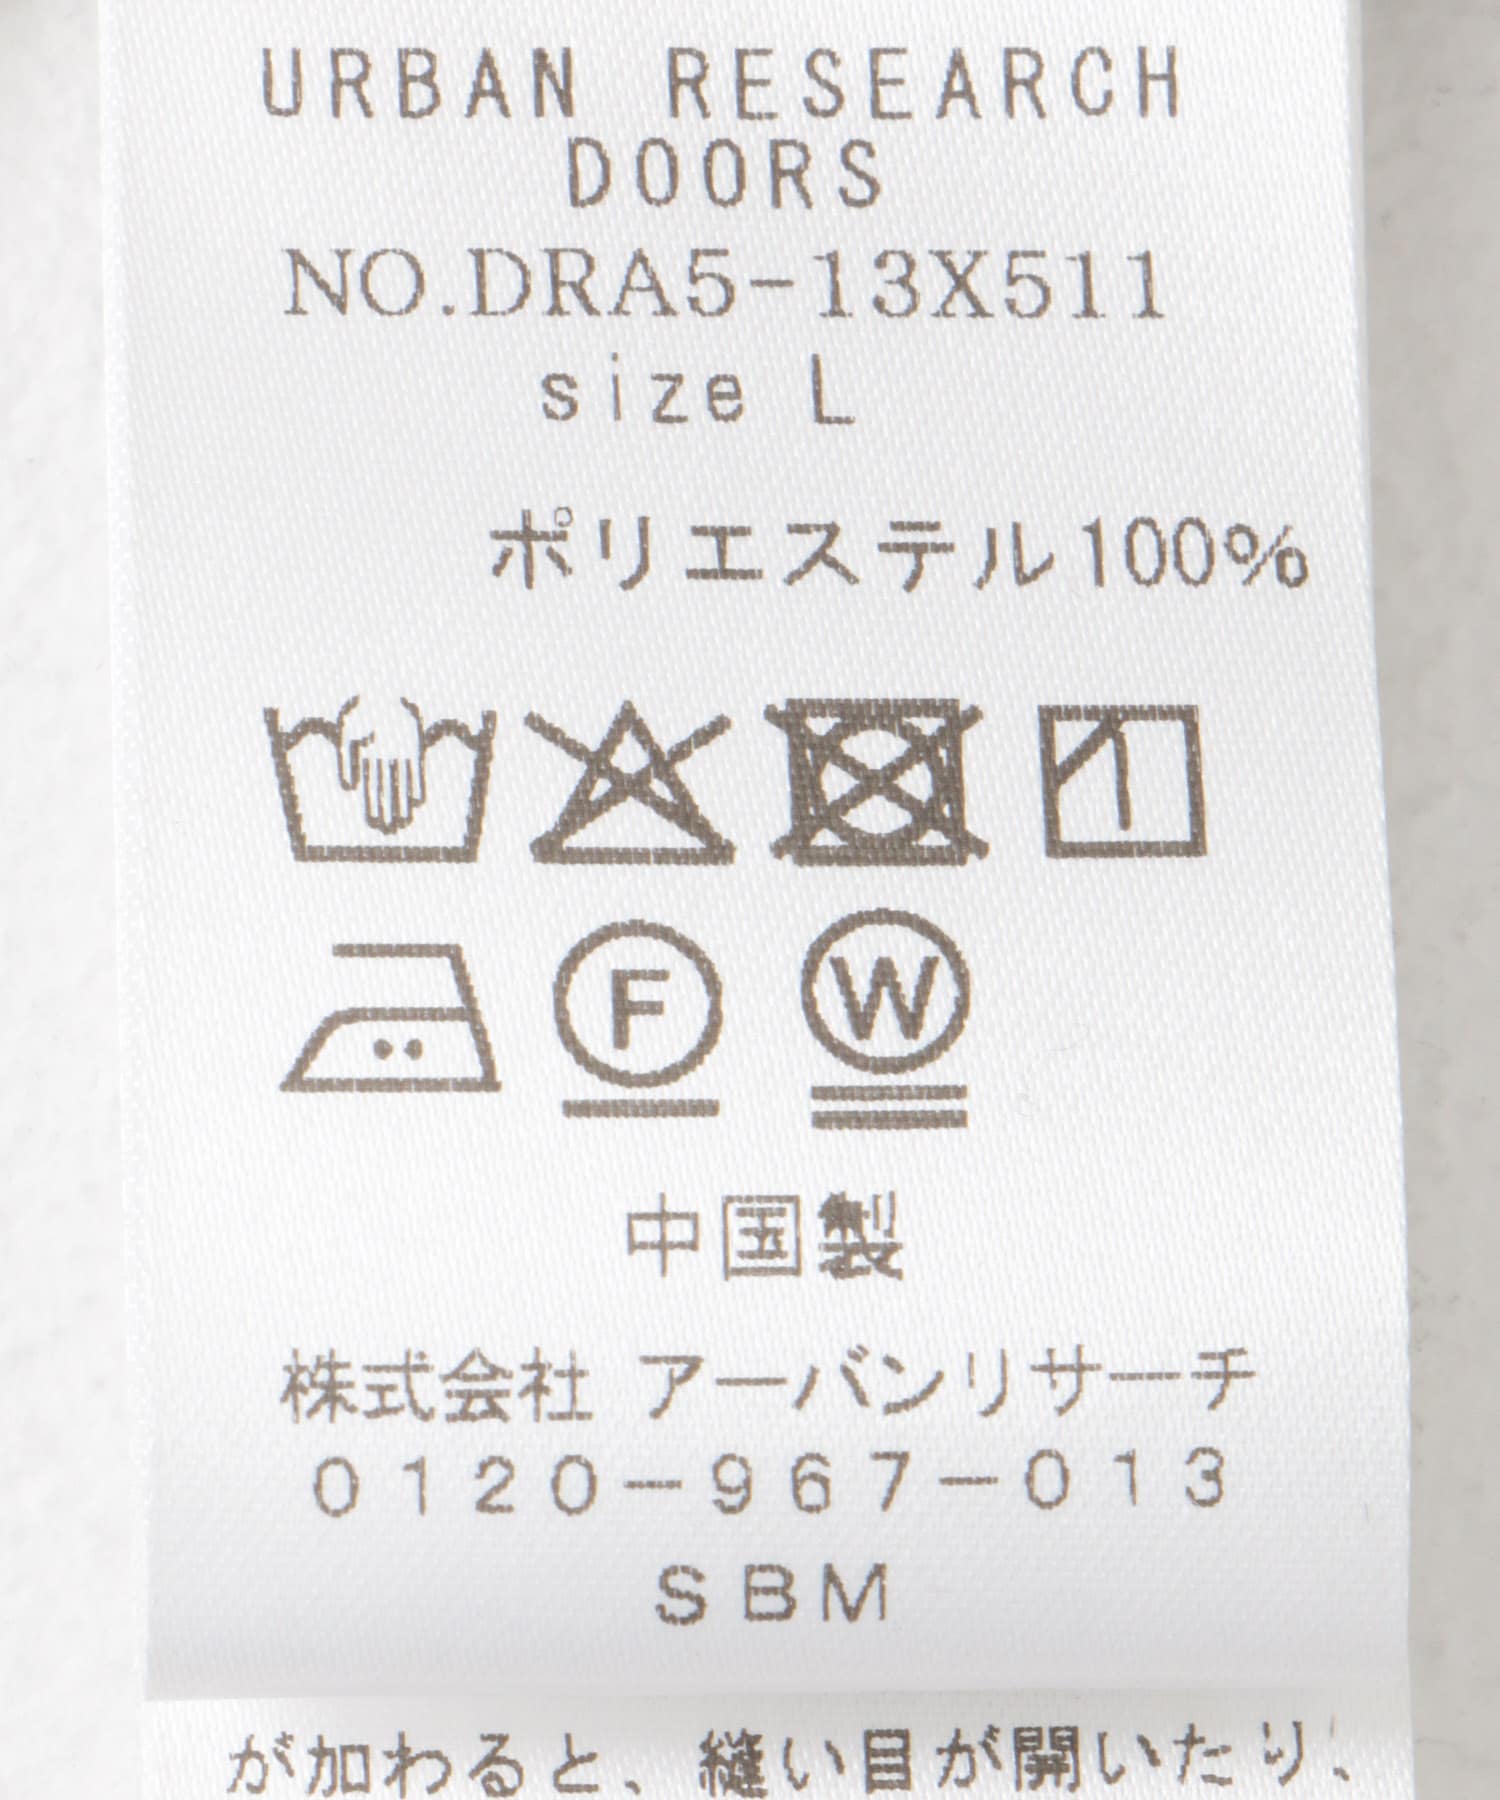 URBAN RESEARCH
DOORS
NO.DRA5-13X511
size L
ポリエステル100%
F W
中国製
株式会社 アーバンリサーチ
0120-967-013
SBM
が加わると、縫い目が開いたり、